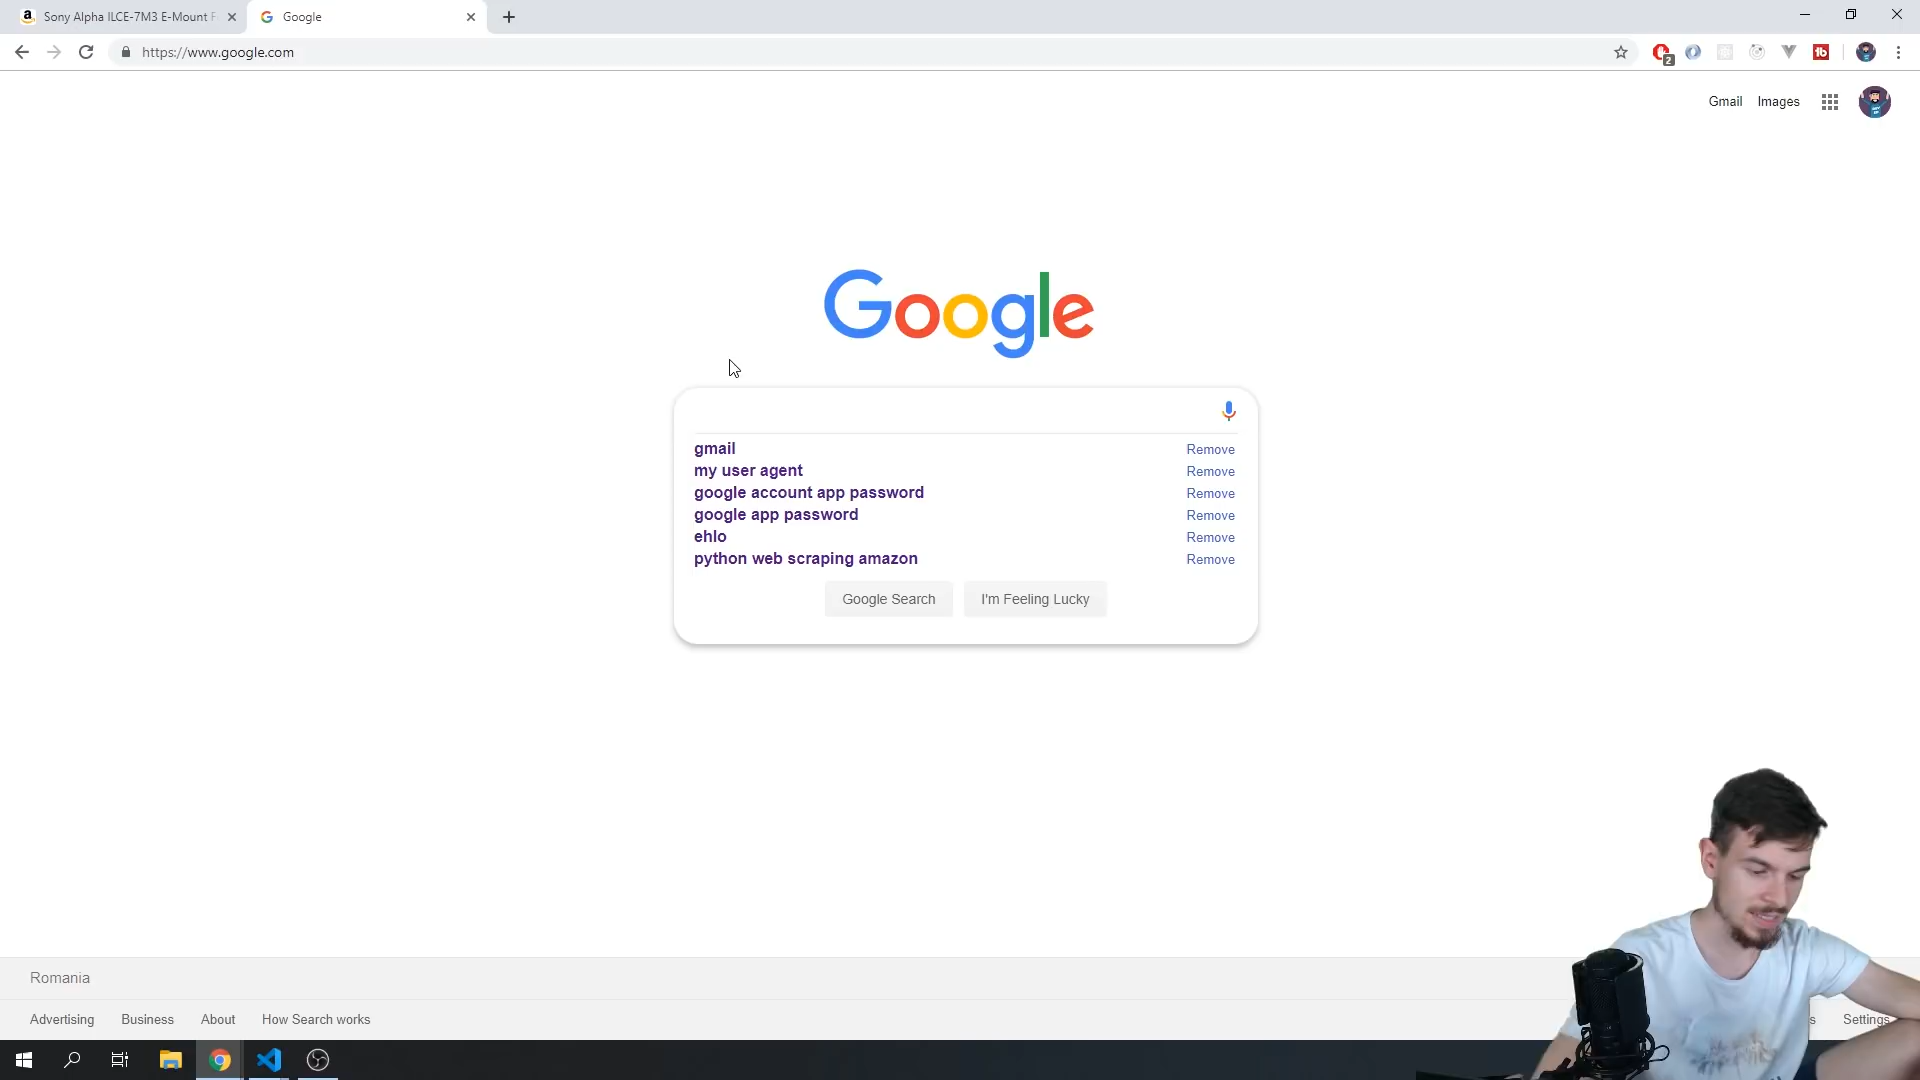 Sony Alpha ILCE-7M3 E-Mount F
Google
https://www.google.com
2
Gmail
Images
Google
gmail
Remove
my user agent
Remove
google account app password
Remove
google app password
Remove
ehlo
Remove
python web scraping amazon
Remove
Google Search
I'm Feeling Lucky
Romania
Advertising
Business
About
How Search works
s
Settings